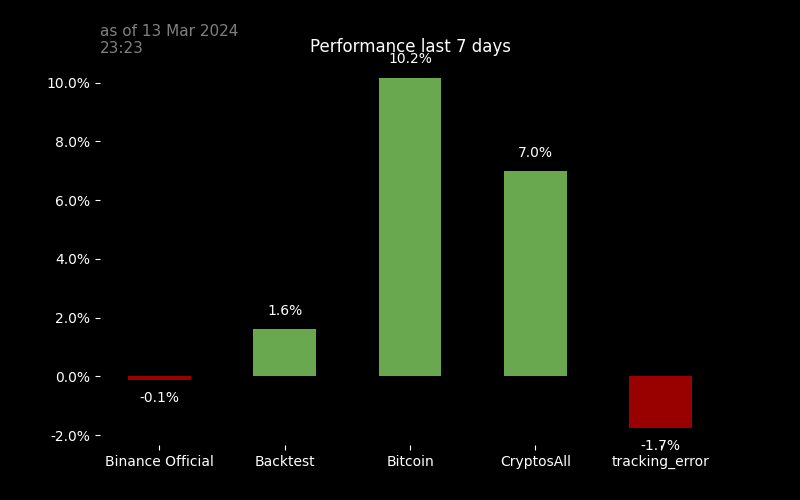 as of 13 Mar 2024
23:23
Performance last 7 days
10.2%
10.0%
8.0%
7.0%
6.0%
4.0%
2.0%
1.6%
0.0%
-0.1%
-2.0%
-1.7%
Binance Official
Backtest
Bitcoin
CryptosAll
tracking_error